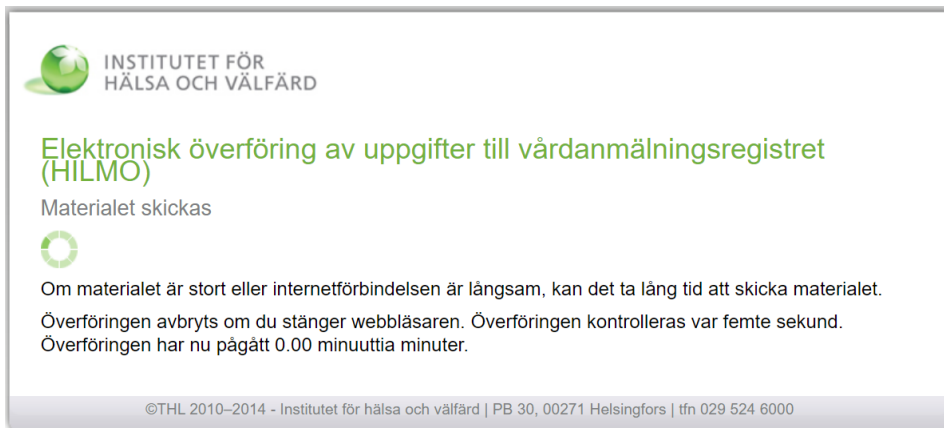 INSTITUTET FÖR
HÄLSA OCH VÄLFÄRD
Elektronisk överföring av uppgifter till vårdanmälningsregistret
(HILMO)
Materialet skickas
Om materialet är stort eller internetförbindelsen är långsam, kan det ta lång tid att skicka materialet.
Överföringen avbryts om du stänger webbläsaren. Överföringen kontrolleras var femte sekund.
Överföringen har nu pågått 0.00 minuuttia minuter.
©THL 2010–2014 - Institutet för hälsa och välfärd | PB 30, 00271 Helsingfors | tfn 029 524 6000